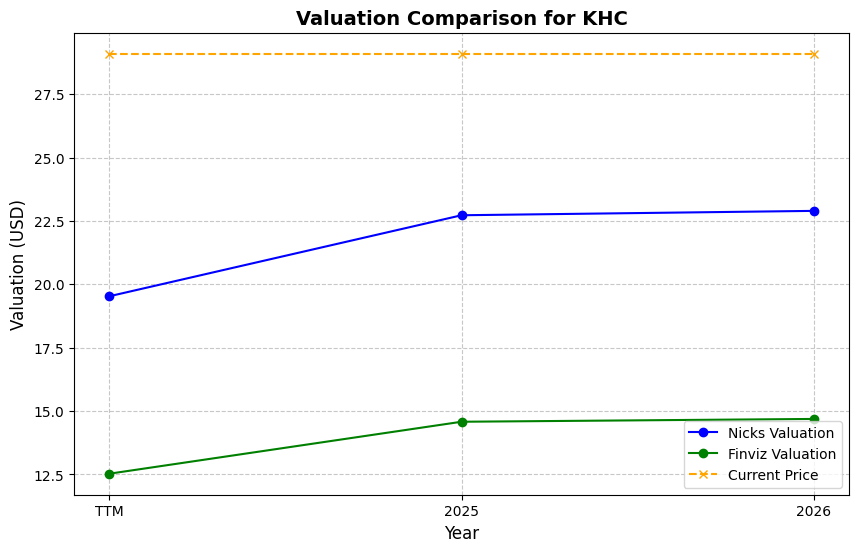 Valuation Comparison for KHC
27.5
25.0
22.5
20.0
17.5
15.0
12.5
Valuation (USD)
Nicks Valuation
Finviz Valuation
Current Price
TTM 2025 2026
Year